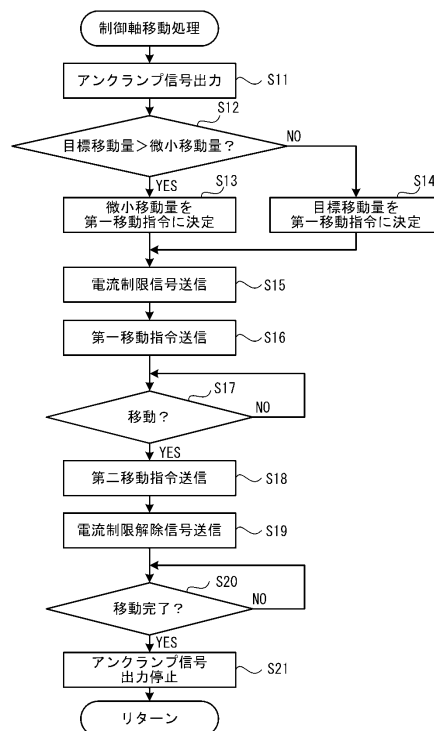 制御軸移動処理
アンクランプ信号出力
S11
S12
目標移動量＞微小移動量？
NO
YES
S13
S14
微小移動量を
第一移動指令に決定
目標移動量を
第一移動指令に決定
電流制限信号送信
S15
第一移動指令送信
S16
S17
移動？
NO
YES
第二移動指令送信
S18
電流制限解除信号送信
S19
S20
移動完了？
NO
YES
アンクランプ信号
出力停止
S21
リターン